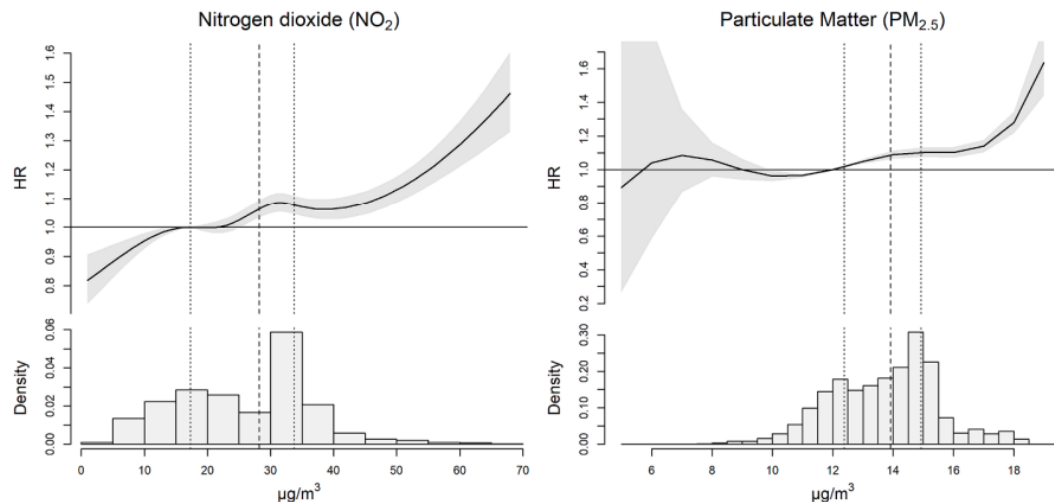 Nitrogen dioxide (NO₂)
HR
1.6
1.5
1.4
1.3
1.2
1.1
1.0
0.9
0.8
Density
0.06
0.04
0.02
0.00
0 10 20 30 40 50 60 70
µg/m³
Particulate Matter (PM₂.₅)
HR
1.6
1.4
1.2
1.0
0.8
0.6
0.4
0.2
Density
0.30
0.20
0.10
0.00
6 8 10 12 14 16 18
µg/m³